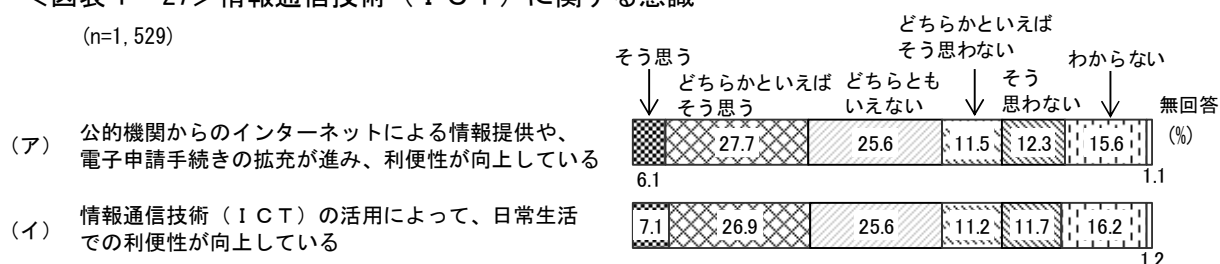 <図表1－27>情報通信技術（ＩＣＴ）に関する意識
(n=1,529)
どちらかといえば
そう思わない
そう思う
わからない
どちらかといえば
そう思う
どちらとも
いえない
そう
思わない
無回答
(%)
（ア）
公的機関からのインターネットによる情報提供や、
電子申請手続きの拡充が進み、利便性が向上している
27.7 25.6 11.5 12.3 15.6
6.1 1.1
（イ）
情報通信技術（ＩＣＴ）の活用によって、日常生活
での利便性が向上している
7.1 26.9 25.6 11.2 11.7 16.2
1.2